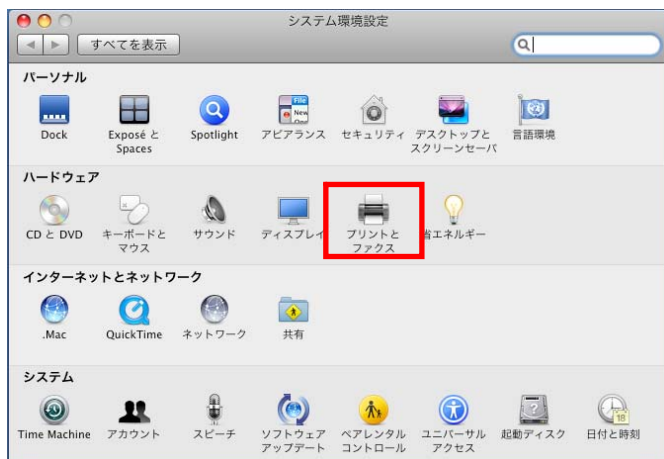 システム環境設定
すべてを表示
パーソナル
Dock
Exposé と
Spaces
Spotlight
アピアランス
セキュリティ
デスクトップと
スクリーンセーバ
言語環境
ハードウェア
CD と DVD
キーボードと
マウス
サウンド
ディスプレイ
プリントと
ファクス
省エネルギー
インターネットとネットワーク
.Mac
QuickTime
ネットワーク
共有
システム
Time Machine
アカウント
スピーチ
ソフトウェア
アップデート
ペアレンタル
コントロール
ユニバーサル
アクセス
起動ディスク
日付と時刻